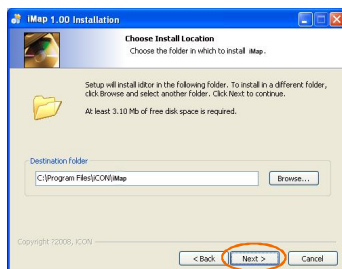 iMap 1.00 Installation
Choose Install Location
Choose the folder in which to install iMap.
Setup will install iditor in the following folder. To install in a different folder,
click Browse and select another folder. Click Next to continue.
At least 3.10 Mb of free disk space is required.
Destination folder
C:\Program Files\iCON\iMap
Browse...
Copyright ?2008, iCON
< Back
Next >
Cancel